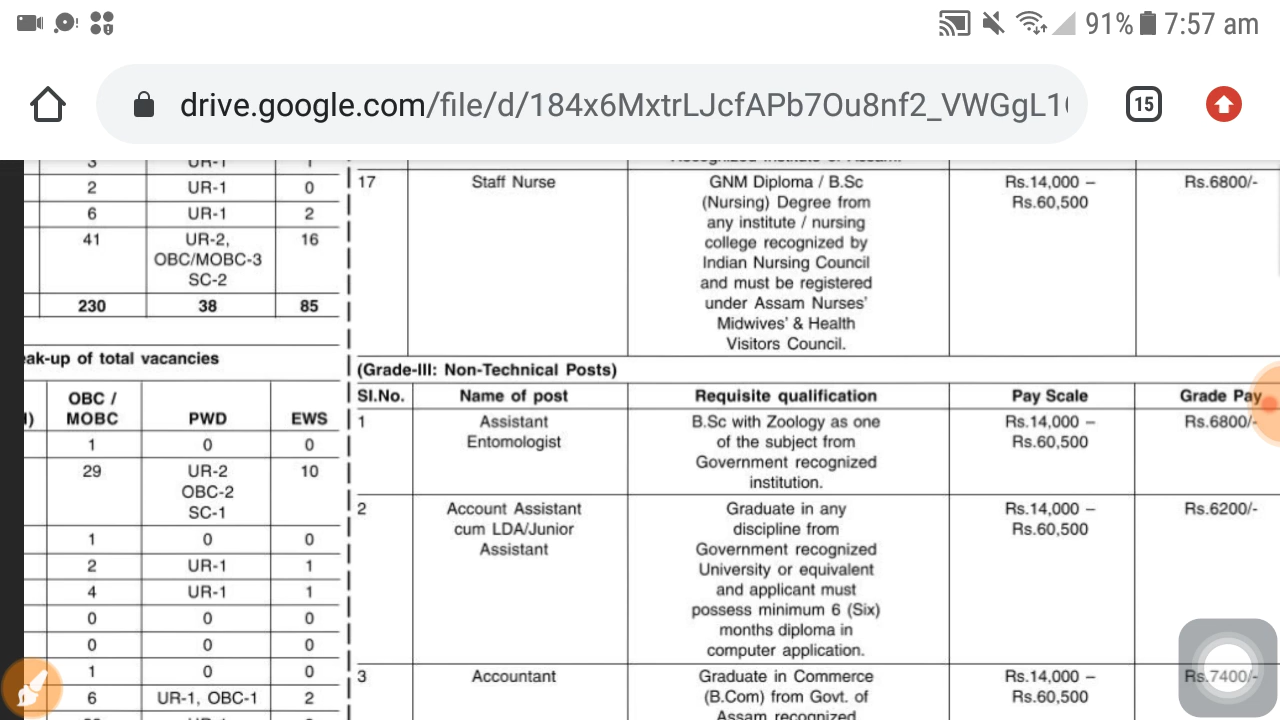 91% 7:57 am
drive.google.com/file/d/184x6MxtrLJcfAPb7Ou8nf2_VWGgL1
15
3 UR-1 1
2 UR-1 0
6 UR-1 2
41 UR-2, 16
OBC/MOBC-3
SC-2
230 38 85
eak-up of total vacancies
OBC /
MOBC PWD EWS
1 0 0
29 UR-2 10
OBC-2
SC-1
1 0 0
2 UR-1 1
4 UR-1 1
0 0 0
0 0 0
1 0 0
6 UR-1, OBC-1 2
Recognized Institute of Assam.
17 Staff Nurse GNM Diploma / B.Sc Rs.14,000 – Rs.6800/-
(Nursing) Degree from Rs.60,500
any institute / nursing
college recognized by
Indian Nursing Council
and must be registered
under Assam Nurses'
Midwives' & Health
Visitors Council.
(Grade-III: Non-Technical Posts)
Sl.No. Name of post Requisite qualification Pay Scale Grade Pay
1 Assistant B.Sc with Zoology as one Rs.14,000 – Rs.6800/-
Entomologist of the subject from Rs.60,500
Government recognized
institution.
2 Account Assistant Graduate in any Rs.14,000 – Rs.6200/-
cum LDA/Junior discipline from Rs.60,500
Assistant Government recognized
University or equivalent
and applicant must
possess minimum 6 (Six)
months diploma in
computer application.
3 Accountant Graduate in Commerce Rs.14,000 – Rs.7400/-
(B.Com) from Govt. of Rs.60,500
Assam recognized